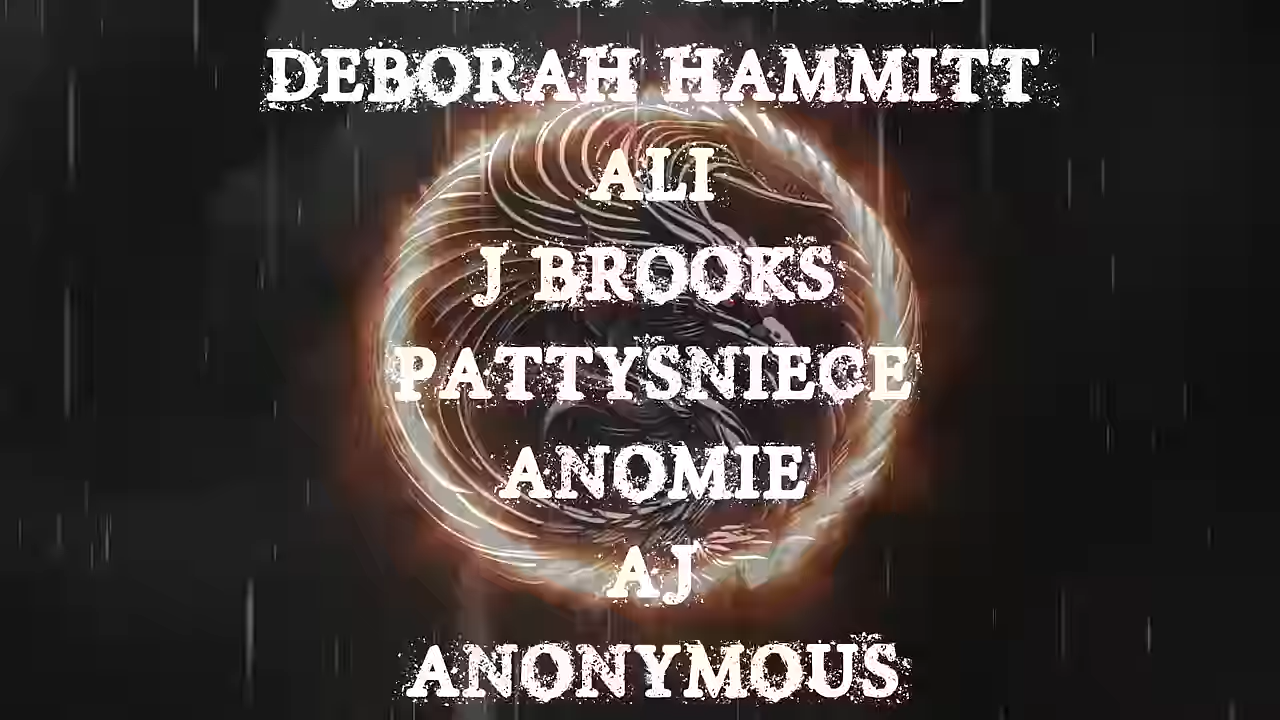 DEBORAH HAMMITT
ALI
J BROOKS
PATTYSNIECE
ANOMIE
AJ
ANONYMOUS